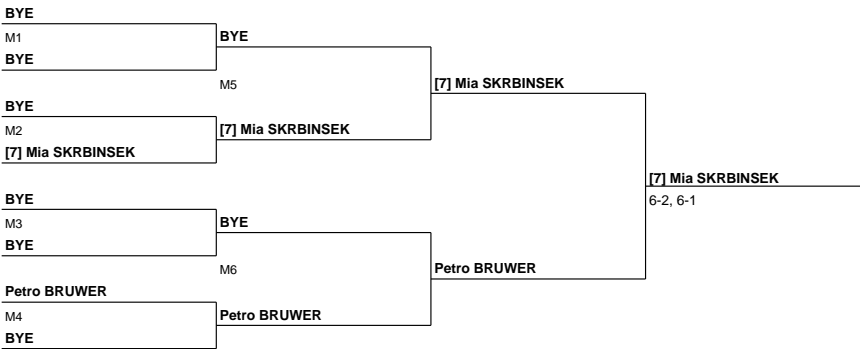 BYE
M1
BYE
BYE
M5
[7] Mia SKRBINSEK
BYE
M2
[7] Mia SKRBINSEK
[7] Mia SKRBINSEK
[7] Mia SKRBINSEK
6-2, 6-1
BYE
M3
BYE
BYE
M6
Petro BRUWER
Petro BRUWER
M4
Petro BRUWER
BYE